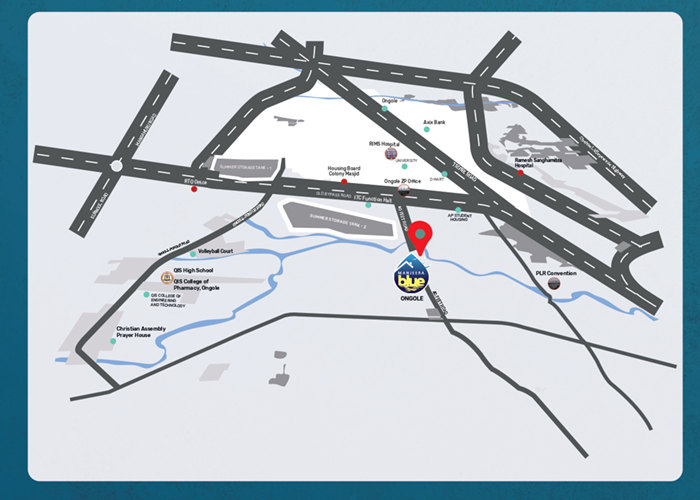 Ongole
Axis Bank
RIMS Hospital
UNIVERSITY
Ramesh Sanghamitra
Hospital
SUMMER STORAGE TANK - 1
RTO Office
Housing Board
Colony Masjid
Ongole ZP Office
D MART
OLD BYPASS ROAD
ITC Function Hall
AP STUDENT
HOUSING
SUMMER STORAGE TANK - 2
Volleyball Court
QIS High School
QIS College of
Pharmacy, Ongole
QIS COLLEGE OF
ENGINEERING
AND TECHNOLOGY
Christian Assembly
Prayer House
MANJEERA
blue
ONGOLE
PLR Convention